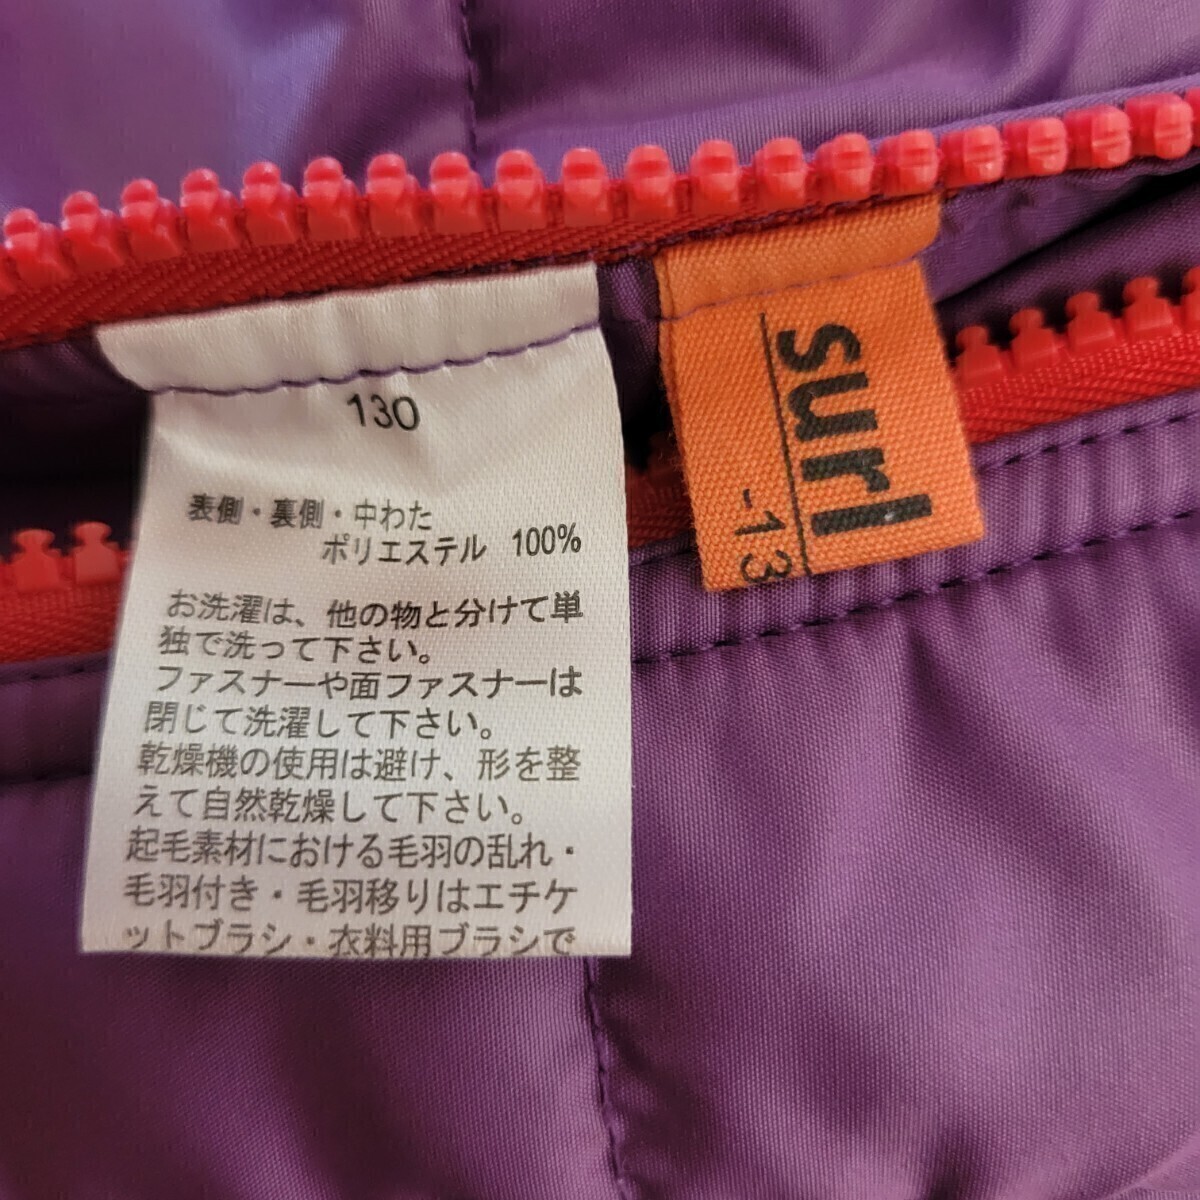 130
表側・裏側・中わた
ポリエステル 100%
お洗濯は、他の物と分けて単
独で洗って下さい。
ファスナーや面ファスナーは
閉じて洗濯して下さい。
乾燥機の使用は避け、形を整
えて自然乾燥して下さい。
起毛素材における毛羽の乱れ・
毛羽付き・毛羽移りはエチケ
ットブラシ・衣料用ブラシで
surl
-13